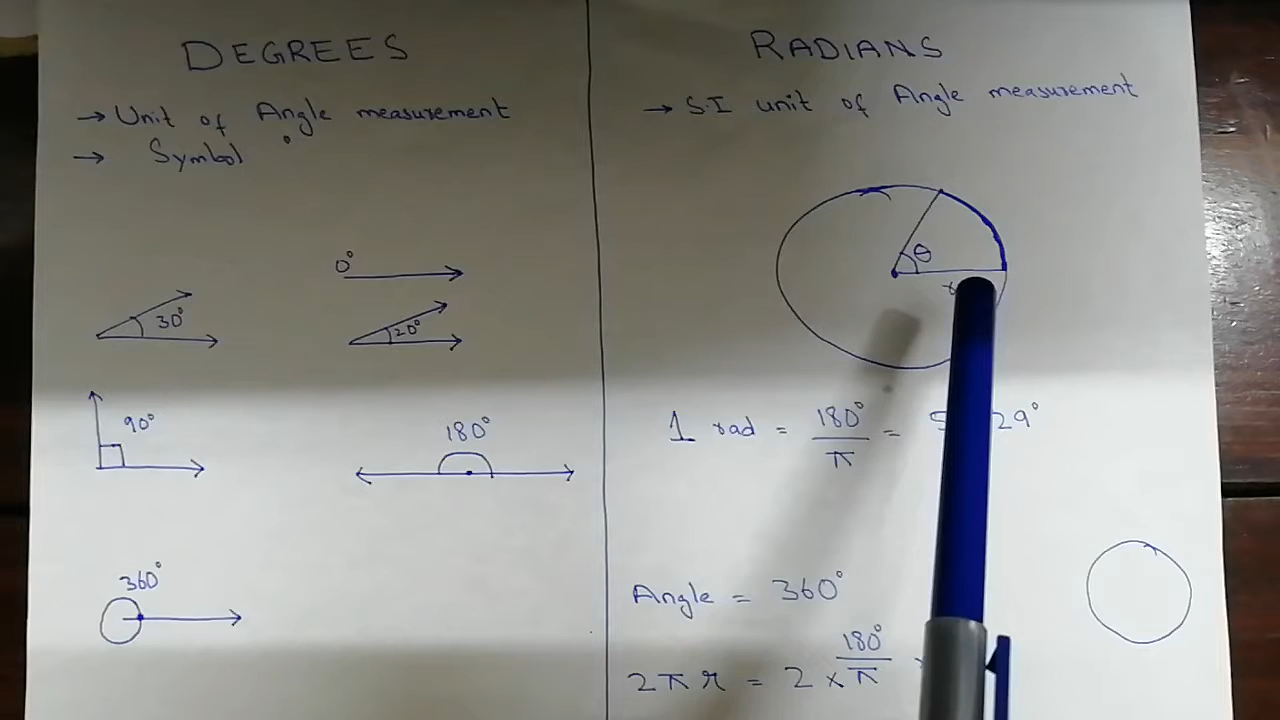 DEGREES
→ Unit of Angle measurement
→ Symbol °
0°
30°
20°
90°
180°
360°
RADIANS
→ S.I unit of Angle measurement
θ
1 rad = 180°/π = 29°
Angle = 360°
2πr = 2 × 180°/π